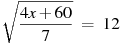 √((4x + 60)/7) = 12